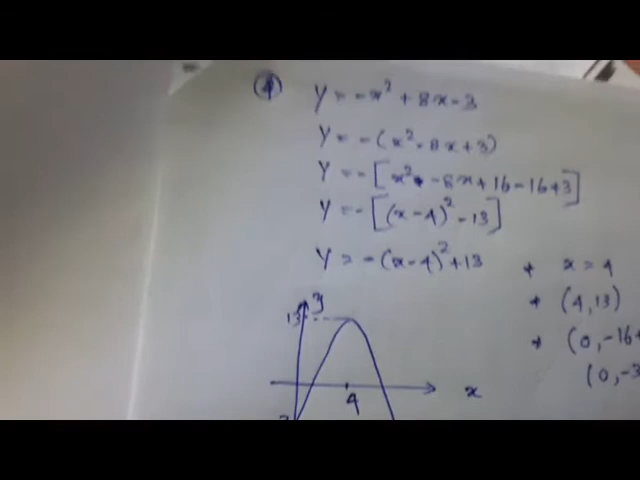 (4) y = -x² + 8x - 3
y = -(x² - 8x + 3)
y = -[x² - 8x + 16 - 16 + 3]
y = -[(x - 4)² - 13]
y = -(x - 4)² + 13
* x = 4
* (4, 13)
* (0, -16+
(0, -3
y
13
x
4